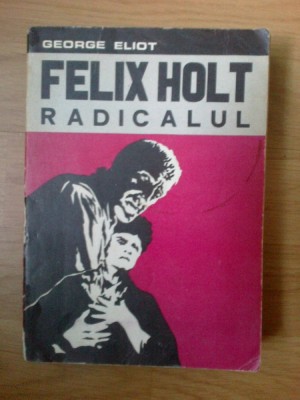 GEORGE ELIOT
FELIX HOLT
RADICALUL